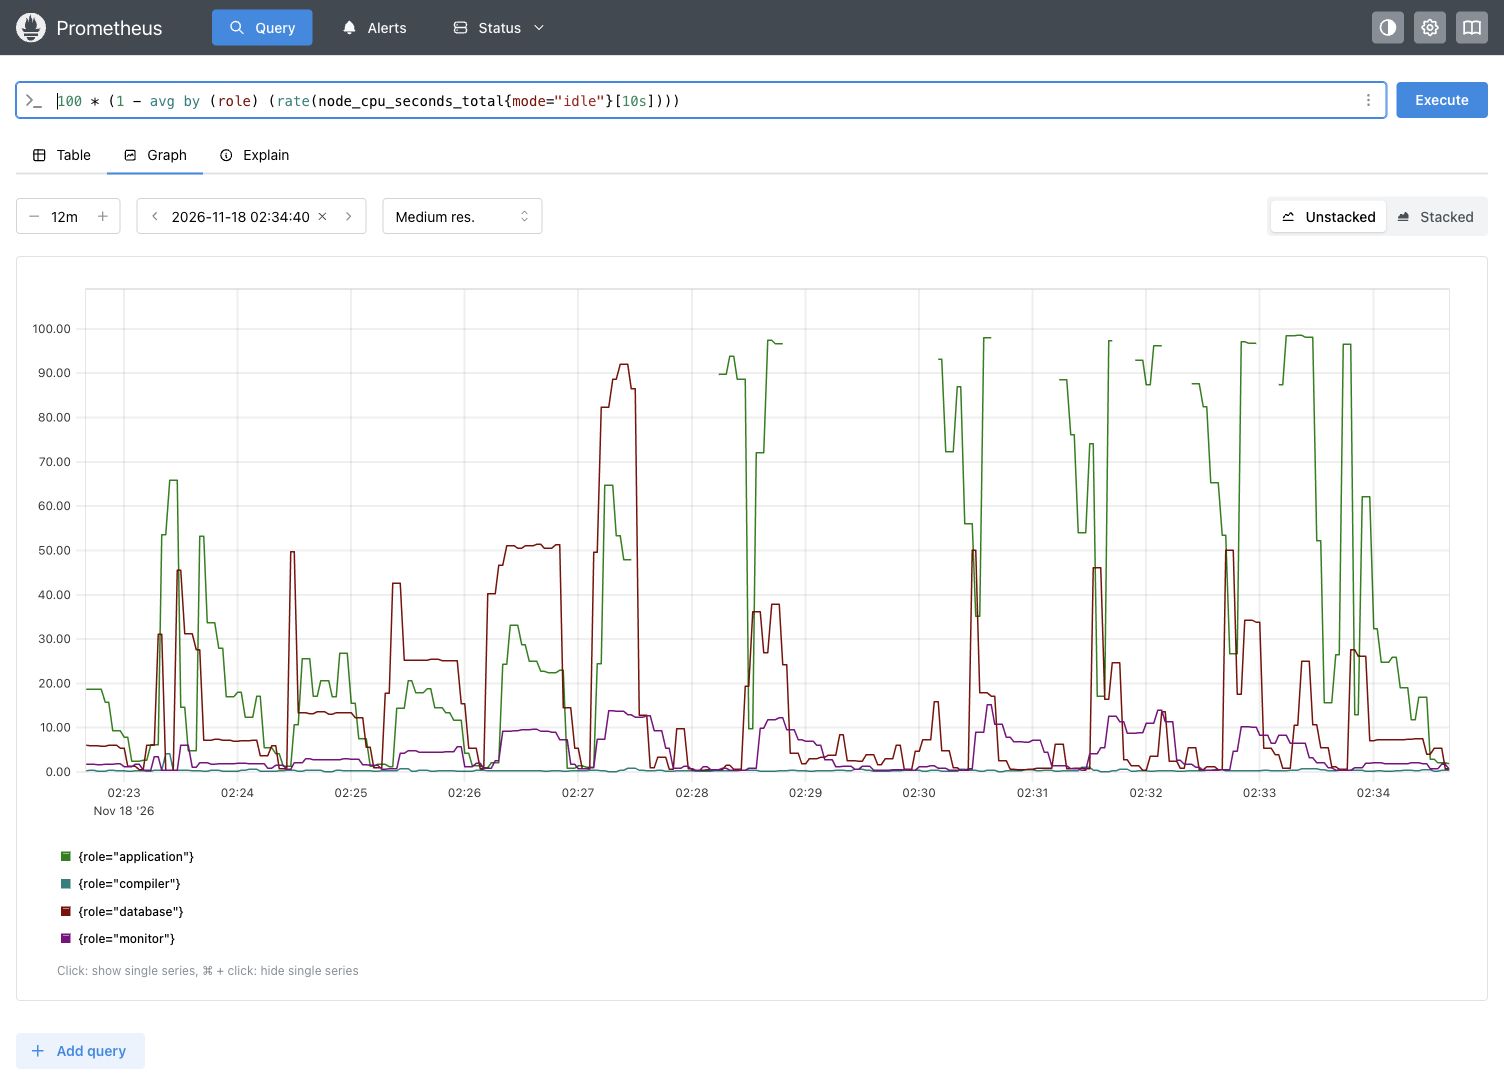 Prometheus
Query
Alerts
Status
100 * (1 - avg by (role) (rate(node_cpu_seconds_total{mode="idle"}[10s])))
Execute
Table
Graph
Explain
12m
2026-11-18 02:34:40
Medium res.
Unstacked
Stacked
100.00
90.00
80.00
70.00
60.00
50.00
40.00
30.00
20.00
10.00
0.00
02:23 02:24 02:25 02:26 02:27 02:28 02:29 02:30 02:31 02:32 02:33 02:34
Nov 18 '26
{role="application"}
{role="compiler"}
{role="database"}
{role="monitor"}
Click: show single series, ⌘ + click: hide single series
Add query